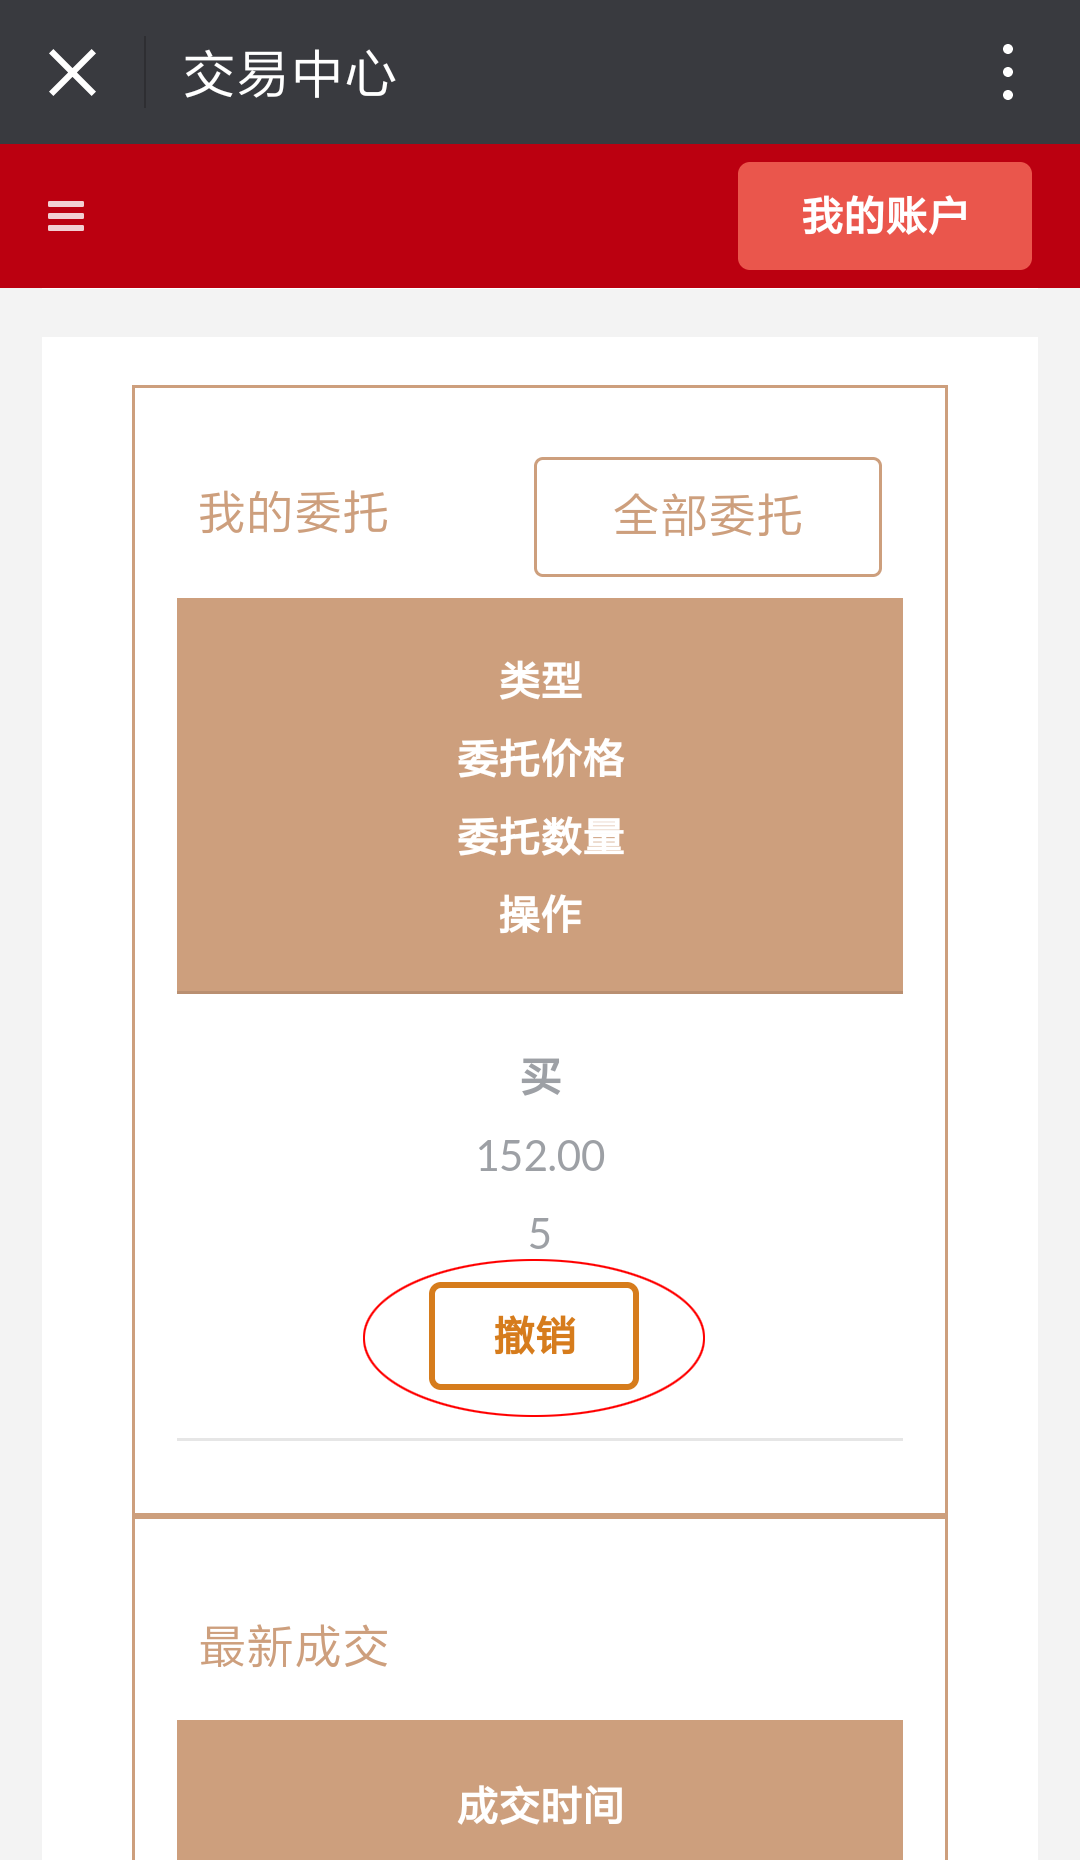 交易中心
我的账户
我的委托 全部委托
类型
委托价格
委托数量
操作
买
152.00
5
撤销
最新成交
成交时间